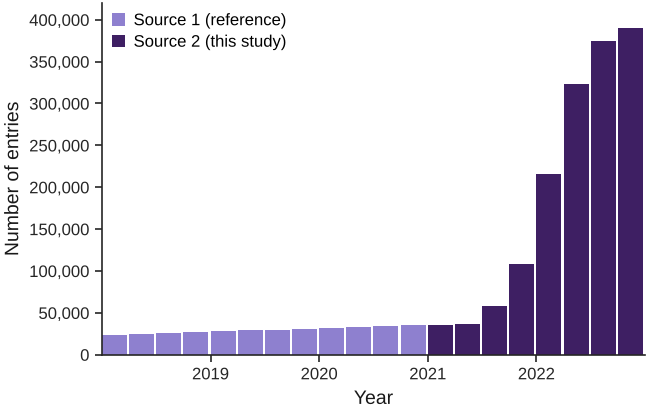 Source 1 (reference)
Source 2 (this study)
Number of entries
400,000
350,000
300,000
250,000
200,000
150,000
100,000
50,000
0
2019 2020 2021 2022
Year